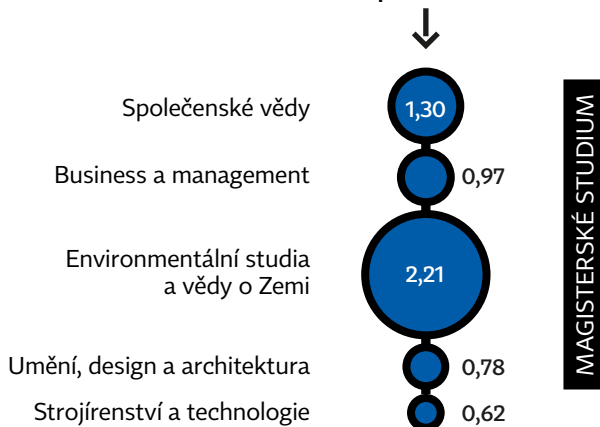 Společenské vědy
1,30
Business a management
0,97
Environmentální studia
a vědy o Zemi
2,21
Umění, design a architektura
0,78
Strojírenství a technologie
0,62
MAGISTERSKÉ STUDIUM